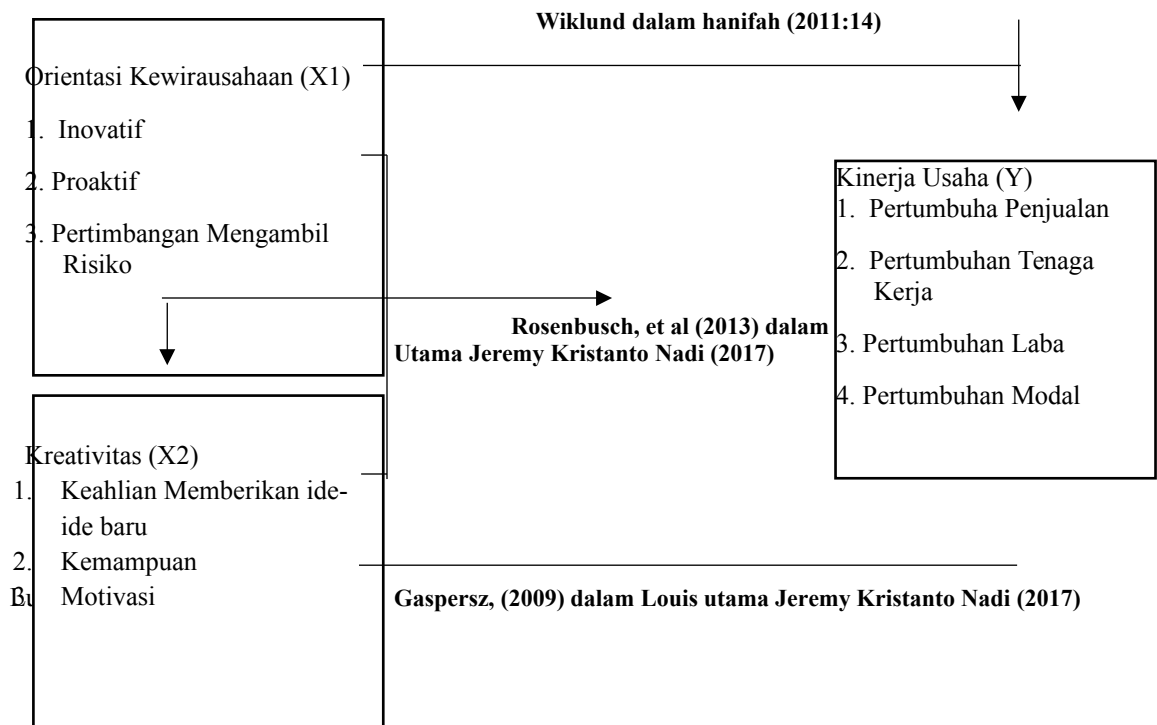 Wiklund dalam hanifah (2011:14)
Orientasi Kewirausahaan (X1)
1. Inovatif
2. Proaktif
3. Pertimbangan Mengambil
Risiko
Kinerja Usaha (Y)
1. Pertumbuha Penjualan
2. Pertumbuhan Tenaga
Kerja
3. Pertumbuhan Laba
4. Pertumbuhan Modal
Rosenbusch, et al (2013) dalam
Utama Jeremy Kristanto Nadi (2017)
Kreativitas (X2)
1. Keahlian Memberikan ide-
ide baru
2. Kemampuan
Motivasi
Gaspersz, (2009) dalam Louis utama Jeremy Kristanto Nadi (2017)